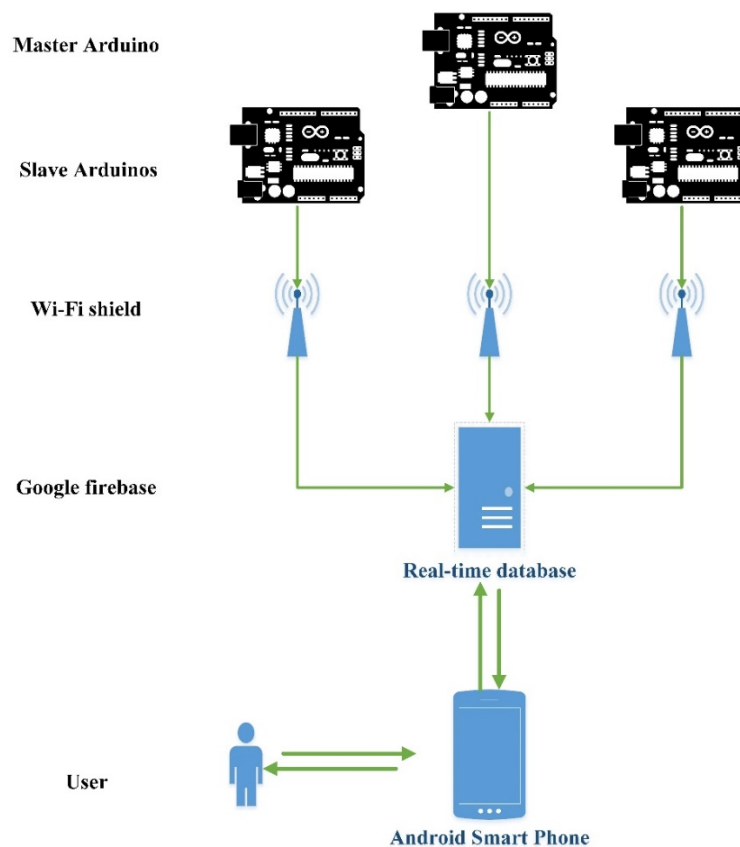 Master Arduino
Slave Arduinos
Wi-Fi shield
Google firebase
Real-time database
User
Android Smart Phone